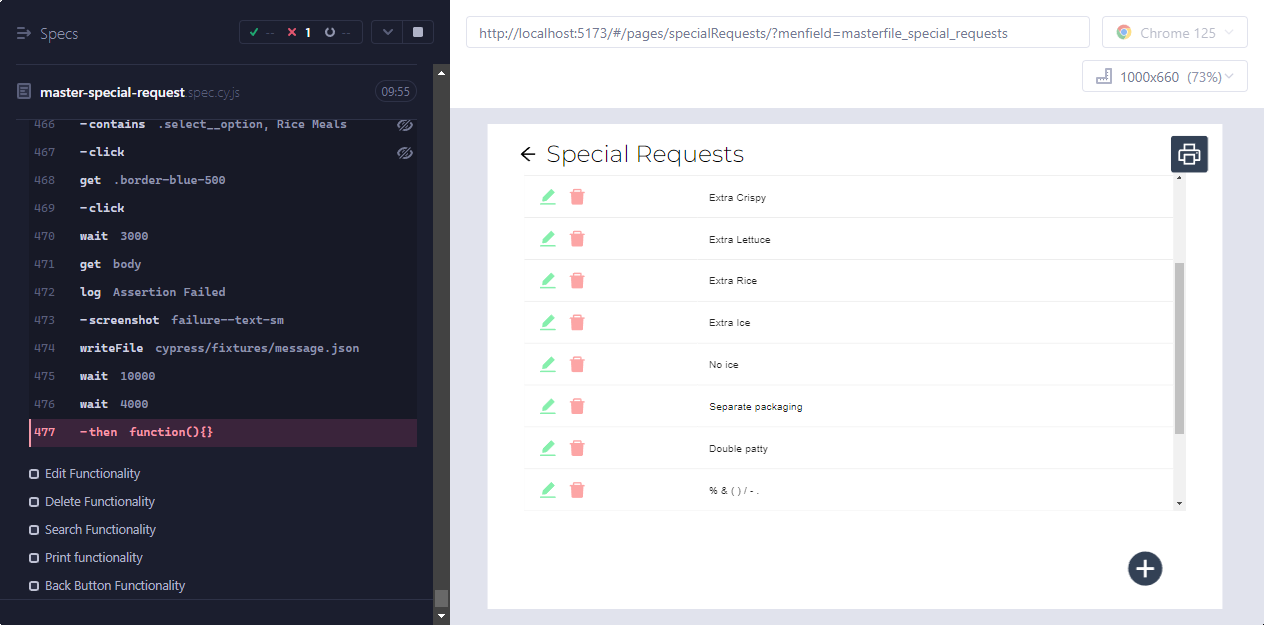 Specs
-- 1 --
master-special-request spec.cy.js 09:55
466 -contains .select__option, Rice Meals
467 -click
468 get .border-blue-500
469 -click
470 wait 3000
471 get body
472 log Assertion Failed
473 -screenshot failure--text-sm
474 writeFile cypress/fixtures/message.json
475 wait 10000
476 wait 4000
477 -then function(){}
Edit Functionality
Delete Functionality
Search Functionality
Print functionality
Back Button Functionality
http://localhost:5173/#/pages/specialRequests/?menfield=masterfile_special_requests
Chrome 125
1000x660 (73%)
Special Requests
Extra Crispy
Extra Lettuce
Extra Rice
Extra Ice
No ice
Separate packaging
Double patty
% & ( ) / - .